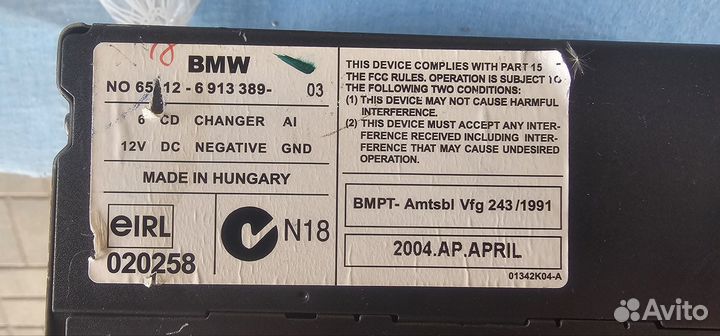 18
BMW
NO 65 12 - 6 913 389- 03
6 CD CHANGER AI
12V DC NEGATIVE GND
MADE IN HUNGARY
eIRL
020258
N18
THIS DEVICE COMPLIES WITH PART 15
THE FCC RULES. OPERATION IS SUBJECT TO
THE FOLLOWING TWO CONDITIONS:
(1) THIS DEVICE MAY NOT CAUSE HARMFUL
INTERFERENCE.
(2) THIS DEVICE MUST ACCEPT ANY INTER-
FERENCE RECEIVED INCLUDING INTER-
FERENCE THAT MAY CAUSE UNDESIRED
OPERATION.
BMPT- Amtsbl Vfg 243/1991
2004.AP.APRIL
01342K04-A
Avito